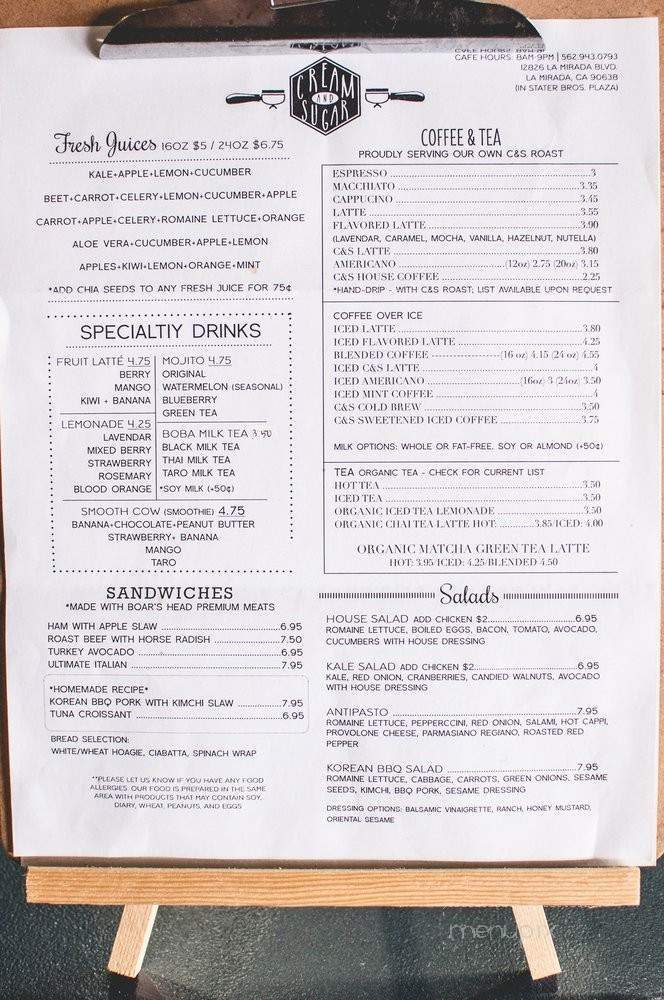 CAFE HOURS: 8AM-9PM | 562.943.0793
12826 LA MIRADA BLVD.
LA MIRADA, CA 90638
(IN STATER BROS. PLAZA)
CREAM
AND
SUGAR
Fresh Juices 16OZ $5 / 24OZ $6.75
KALE+APPLE+LEMON+CUCUMBER
BEET+CARROT+CELERY+LEMON+CUCUMBER+APPLE
CARROT+APPLE+CELERY+ROMAINE LETTUCE+ORANGE
ALOE VERA+CUCUMBER+APPLE+LEMON
APPLES+KIWI+LEMON+ORANGE+MINT
*ADD CHIA SEEDS TO ANY FRESH JUICE FOR 75¢
SPECIALTIY DRINKS
FRUIT LATTÉ 4.75
BERRY
MANGO
KIWI + BANANA
LEMONADE 4.25
LAVENDAR
MIXED BERRY
STRAWBERRY
ROSEMARY
BLOOD ORANGE
MOJITO 4.75
ORIGINAL
WATERMELON (SEASONAL)
BLUEBERRY
GREEN TEA
BOBA MILK TEA 3.50
BLACK MILK TEA
THAI MILK TEA
TARO MILK TEA
*SOY MILK (+50¢)
SMOOTH COW (SMOOTHIE) 4.75
BANANA+CHOCOLATE+PEANUT BUTTER
STRAWBERRY+ BANANA
MANGO
TARO
SANDWICHES
*MADE WITH BOAR'S HEAD PREMIUM MEATS
HAM WITH APPLE SLAW ....6.95
ROAST BEEF WITH HORSE RADISH ....7.50
TURKEY AVOCADO ....6.95
ULTIMATE ITALIAN ....7.95
*HOMEMADE RECIPE*
KOREAN BBQ PORK WITH KIMCHI SLAW ....7.95
TUNA CROISSANT ....6.95
BREAD SELECTION:
WHITE/WHEAT HOAGIE, CIABATTA, SPINACH WRAP
**PLEASE LET US KNOW IF YOU HAVE ANY FOOD
ALLERGIES. OUR FOOD IS PREPARED IN THE SAME
AREA WITH PRODUCTS THAT MAY CONTAIN SOY,
DIARY, WHEAT, PEANUTS, AND EGGS
COFFEE & TEA
PROUDLY SERVING OUR OWN C&S ROAST
ESPRESSO ....3
MACCHIATO ....3.35
CAPPUCINO ....3.45
LATTE ....3.55
FLAVORED LATTE ....3.90
(LAVENDAR, CARAMEL, MOCHA, VANILLA, HAZELNUT, NUTELLA)
C&S LATTE ....3.80
AMERICANO ....(12oz) 2.75 (20oz) 3.15
C&S HOUSE COFFEE ....2.25
*HAND-DRIP - WITH C&S ROAST; LIST AVAILABLE UPON REQUEST
COFFEE OVER ICE
ICED LATTE ....3.80
ICED FLAVORED LATTE ....4.25
BLENDED COFFEE ----(16 oz) 4.15 (24 oz) 4.55
ICED C&S LATTE ....4
ICED AMERICANO ....(16oz) 3 (24oz) 3.50
ICED MINT COFFEE ....4
C&S COLD BREW ....3.50
C&S SWEETENED ICED COFFEE ....3.75
MILK OPTIONS: WHOLE OR FAT-FREE. SOY OR ALMOND (+50¢)
TEA ORGANIC TEA - CHECK FOR CURRENT LIST
HOT TEA ....3.50
ICED TEA ....3.50
ORGANIC ICED TEA LEMONADE ....3.50
ORGANIC CHAI TEA LATTE HOT: ....3.85/ICED: 4.00
ORGANIC MATCHA GREEN TEA LATTE
HOT: 3.95/ICED: 4.25/BLENDED 4.50
Salads
HOUSE SALAD ADD CHICKEN $2....6.95
ROMAINE LETTUCE, BOILED EGGS, BACON, TOMATO, AVOCADO,
CUCUMBERS WITH HOUSE DRESSING
KALE SALAD ADD CHICKEN $2....6.95
KALE, RED ONION, CRANBERRIES, CANDIED WALNUTS, AVOCADO
WITH HOUSE DRESSING
ANTIPASTO ....7.95
ROMAINE LETTUCE, PEPPERCCINI, RED ONION, SALAMI, HOT CAPPI,
PROVOLONE CHEESE, PARMASIANO REGIANO, ROASTED RED
PEPPER
KOREAN BBQ SALAD ....7.95
ROMAINE LETTUCE, CABBAGE, CARROTS, GREEN ONIONS, SESAME
SEEDS, KIMCHI, BBQ PORK, SESAME DRESSING
DRESSING OPTIONS: BALSAMIC VINAIGRETTE, RANCH, HONEY MUSTARD,
ORIENTAL SESAME